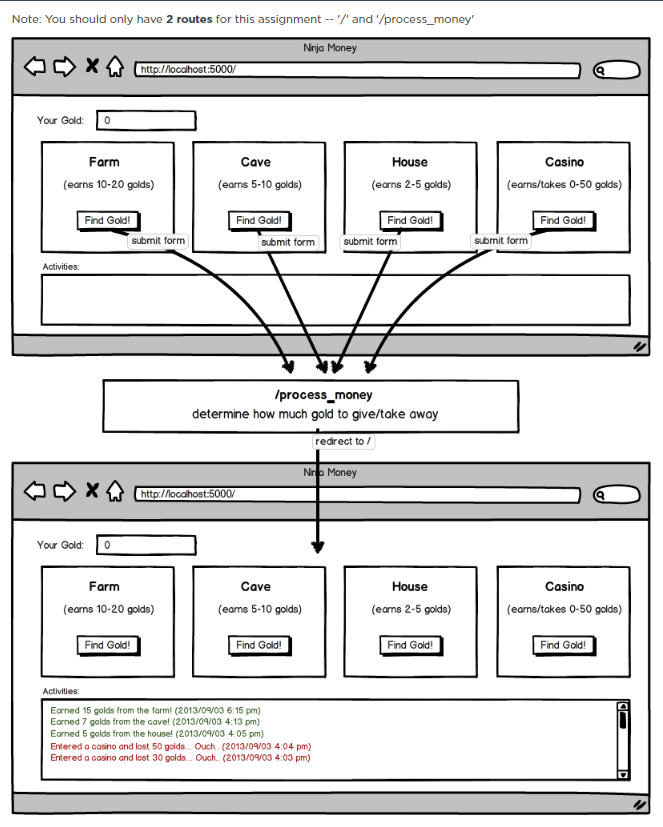 Note: You should only have 2 routes for this assignment -- '/' and '/process_money'
Ninja Money
http://localhost:5000/
Your Gold: 0
Farm Cave House Casino
(earns 10-20 golds) (earns 5-10 golds) (earns 2-5 golds) (earns/takes 0-50 golds)
Find Gold! Find Gold! Find Gold! Find Gold!
submit form submit form submit form submit form
Activities:
/process_money
determine how much gold to give/take away
redirect to /
Ninja Money
http://localhost:5000/
Your Gold: 0
Farm Cave House Casino
(earns 10-20 golds) (earns 5-10 golds) (earns 2-5 golds) (earns/takes 0-50 golds)
Find Gold! Find Gold! Find Gold! Find Gold!
Activities:
Earned 15 golds from the farm! (2013/09/03 6:15 pm)
Earned 7 golds from the cave! (2013/09/03 4:13 pm)
Earned 5 golds from the house! (2013/09/03 4:05 pm)
Entered a casino and lost 50 golds... Ouch.. (2013/09/03 4:04 pm)
Entered a casino and lost 30 golds... Ouch.. (2013/09/03 4:03 pm)